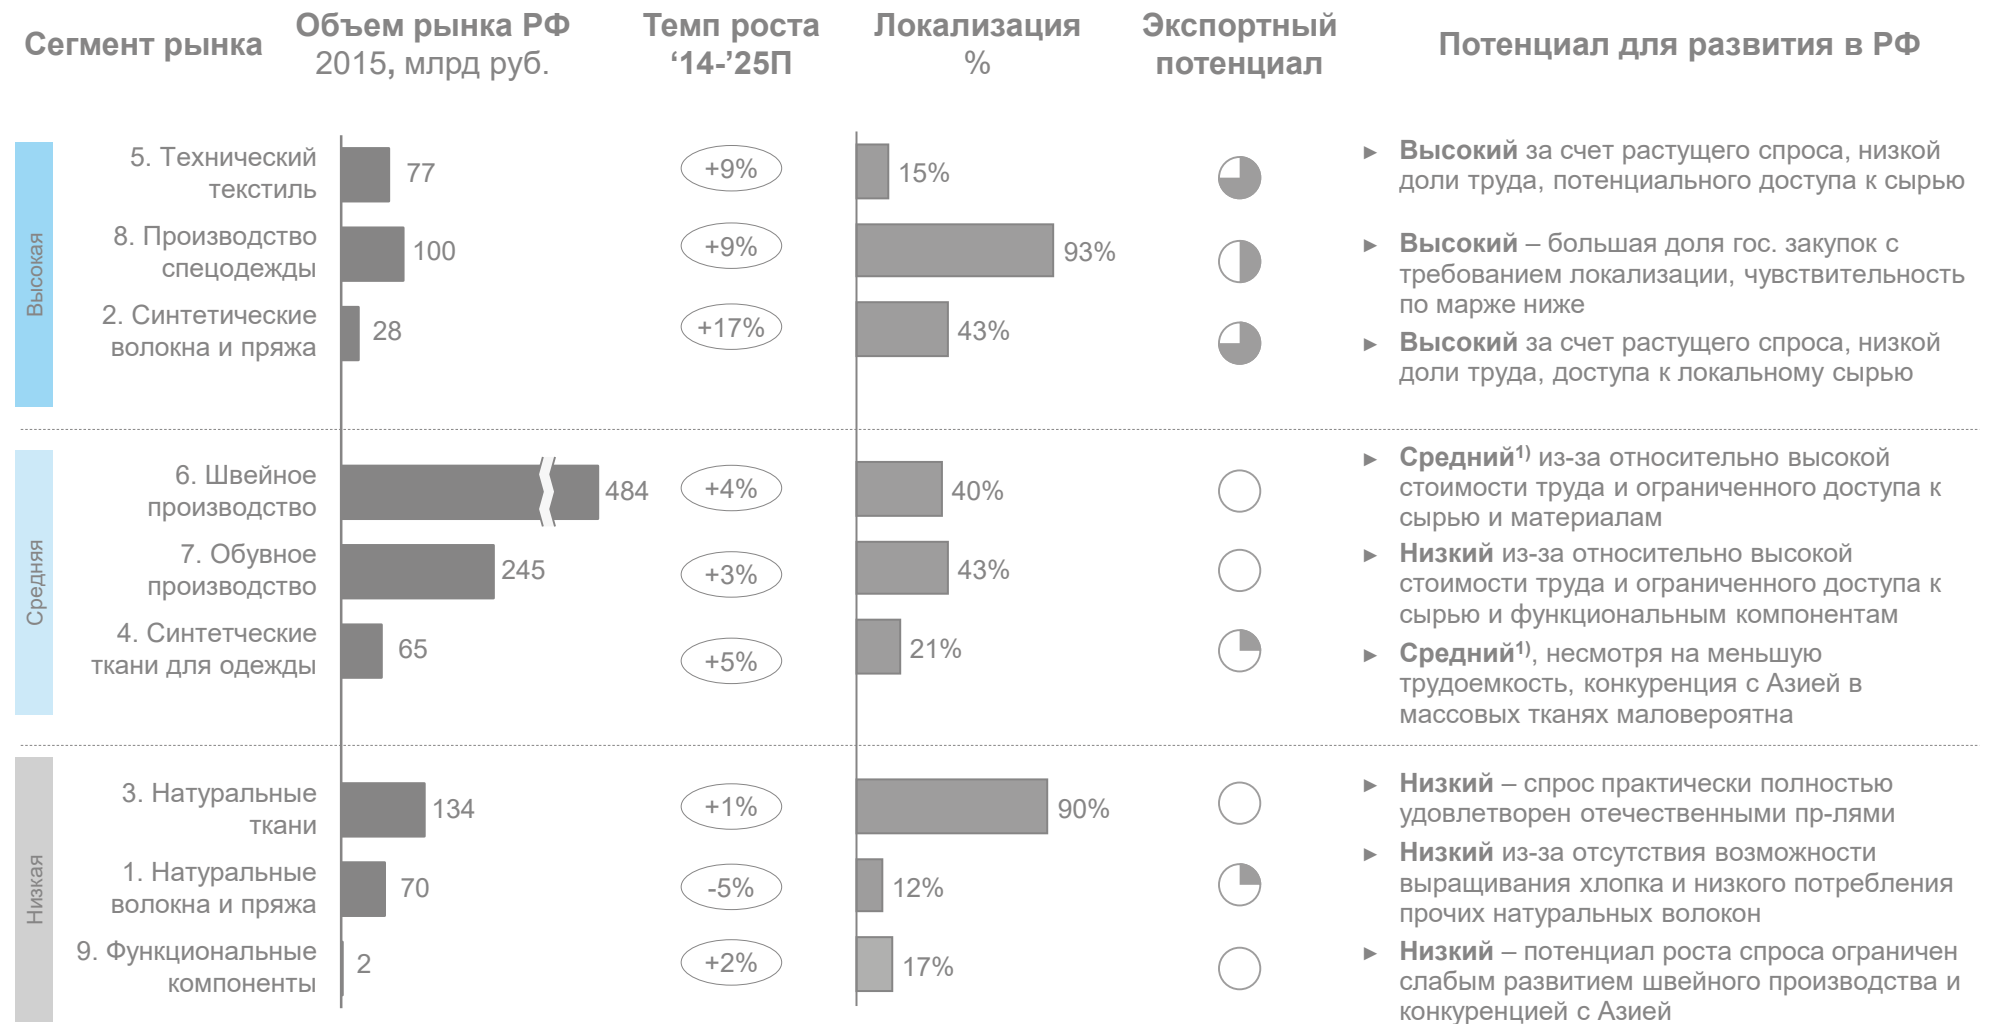 Сегмент рынка
Объем рынка РФ
2015, млрд руб.
Темп роста
‘14-’25П
Локализация
%
Экспортный
потенциал
Потенциал для развития в РФ
Высокая
5. Технический
текстиль
77
+9%
15%
► Высокий за счет растущего спроса, низкой
доли труда, потенциального доступа к сырью
8. Производство
спецодежды
100
+9%
93%
► Высокий – большая доля гос. закупок с
требованием локализации, чувствительность
по марже ниже
2. Синтетические
волокна и пряжа
28
+17%
43%
► Высокий за счет растущего спроса, низкой
доли труда, доступа к локальному сырью
Средняя
6. Швейное
производство
484
+4%
40%
► Средний1) из-за относительно высокой
стоимости труда и ограниченного доступа к
сырью и материалам
7. Обувное
производство
245
+3%
43%
► Низкий из-за относительно высокой
стоимости труда и ограниченного доступа к
сырью и функциональным компонентам
4. Синтетческие
ткани для одежды
65
+5%
21%
► Средний1), несмотря на меньшую
трудоемкость, конкуренция с Азией в
массовых тканях маловероятна
Низкая
3. Натуральные
ткани
134
+1%
90%
► Низкий – спрос практически полностью
удовлетворен отечественными пр-лями
1. Натуральные
волокна и пряжа
70
-5%
12%
► Низкий из-за отсутствия возможности
выращивания хлопка и низкого потребления
прочих натуральных волокон
9. Функциональные
компоненты
2
+2%
17%
► Низкий – потенциал роста спроса ограничен
слабым развитием швейного производства и
конкуренцией с Азией